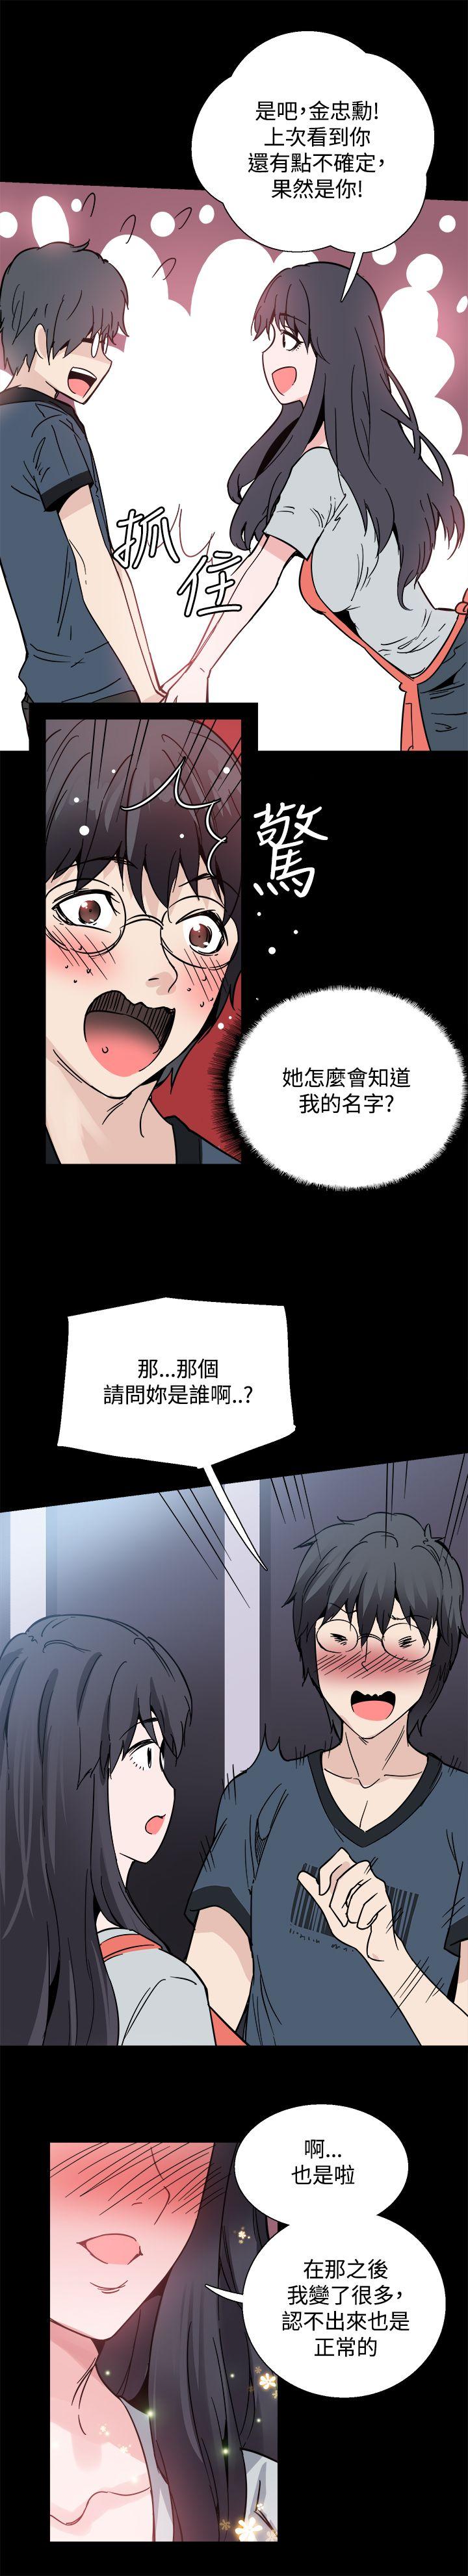 是吧,金忠勳!
上次看到你
還有點不確定,
果然是你!
抓住
驚
她怎麼會知道
我的名字?
那...那個
請問妳是誰啊..?
啊...
也是啦
在那之後
我變了很多,
認不出來也是
正常的